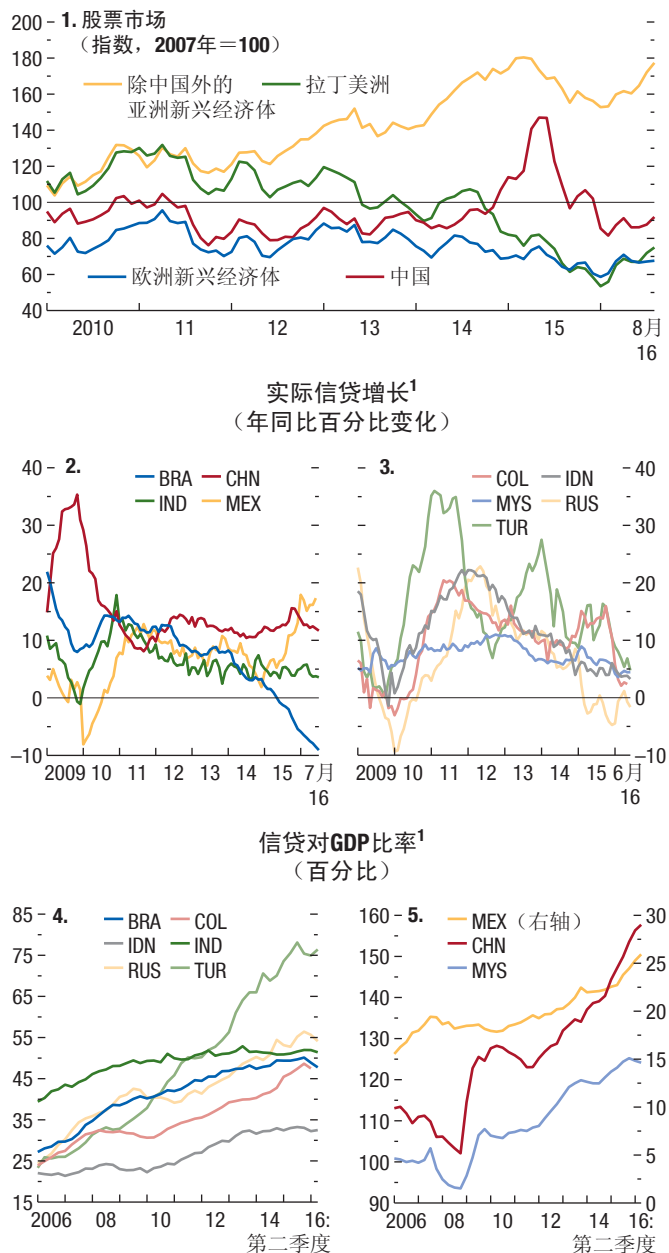 1. 股票市场
（指数，2007年＝100）
除中国外的
亚洲新兴经济体
拉丁美洲
欧洲新兴经济体
中国
200
180
160
140
120
100
80
60
40
2010 11 12 13 14 15 8月
16
实际信贷增长¹
（年同比百分比变化）
2.
BRA CHN
IND MEX
40
35
30
20
10
0
–10
2009 10 11 12 13 14 15 7月
16
3.
COL IDN
MYS RUS
TUR
40
35
30
20
10
0
–10
2009 10 11 12 13 14 15 6月
16
信贷对GDP比率¹
（百分比）
4.
BRA COL
IDN IND
RUS TUR
85
75
65
55
45
35
25
15
2006 08 10 12 14 16:
第二季度
5.
MEX（右轴）
CHN
MYS
160
150
140
130
120
110
100
90
30
25
20
15
10
5
0
2006 08 10 12 14 16:
第二季度